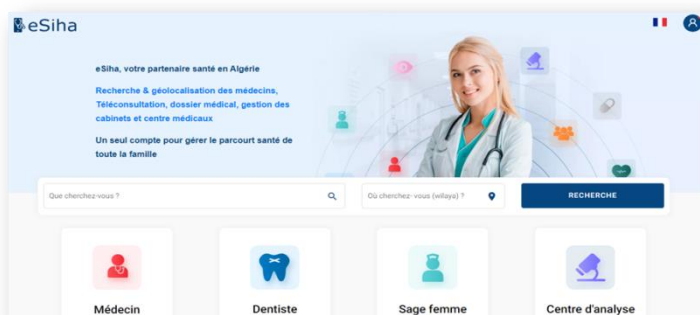 eSiha
eSiha, votre partenaire santé en Algérie
Recherche & géolocalisation des médecins,
Téléconsultation, dossier médical, gestion des
cabinets et centre médicaux
Un seul compte pour gérer le parcourt santé de
toute la famille
Que cherchez-vous ?
Où cherchez- vous (wilaya) ?
RECHERCHE
Médecin
Dentiste
Sage femme
Centre d'analyse